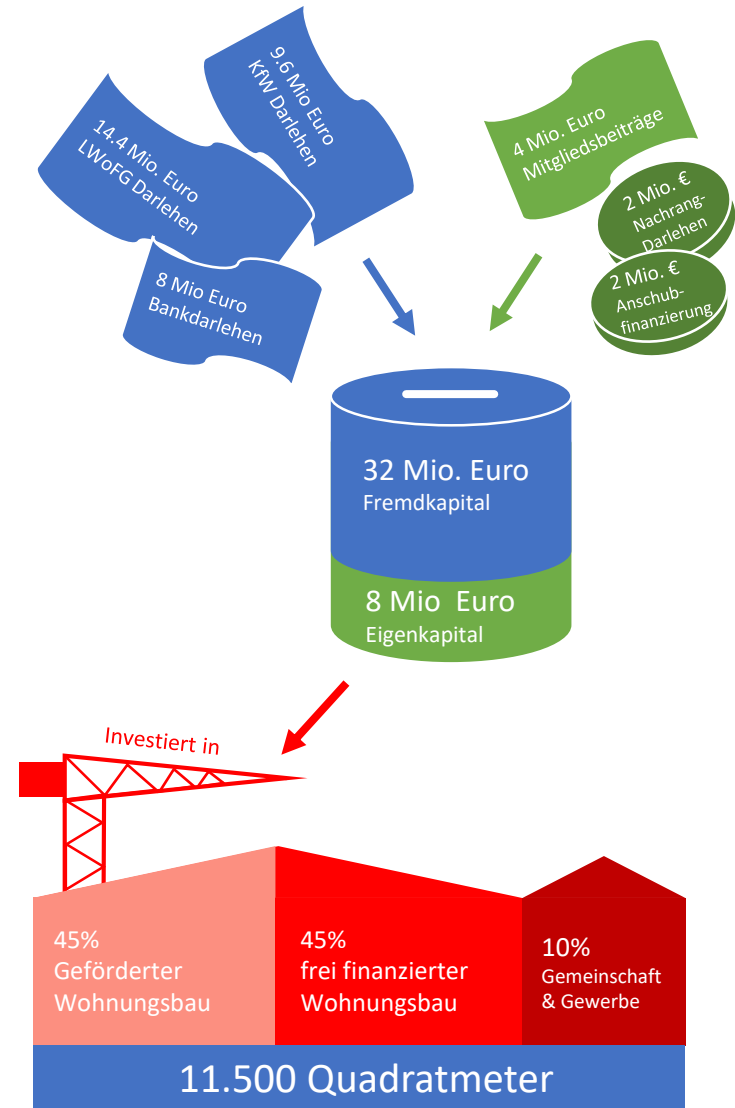 9.6 Mio Euro
KfW Darlehen
14.4 Mio. Euro
LWoFG Darlehen
8 Mio Euro
Bankdarlehen
4 Mio. Euro
Mitgliedsbeiträge
2 Mio. €
Nachrang-
Darlehen
2 Mio. €
Anschub-
finanzierung
32 Mio. Euro
Fremdkapital
8 Mio  Euro
Eigenkapital
Investiert in
45%
Geförderter
Wohnungsbau
45%
frei finanzierter
Wohnungsbau
10%
Gemeinschaft
& Gewerbe
11.500 Quadratmeter